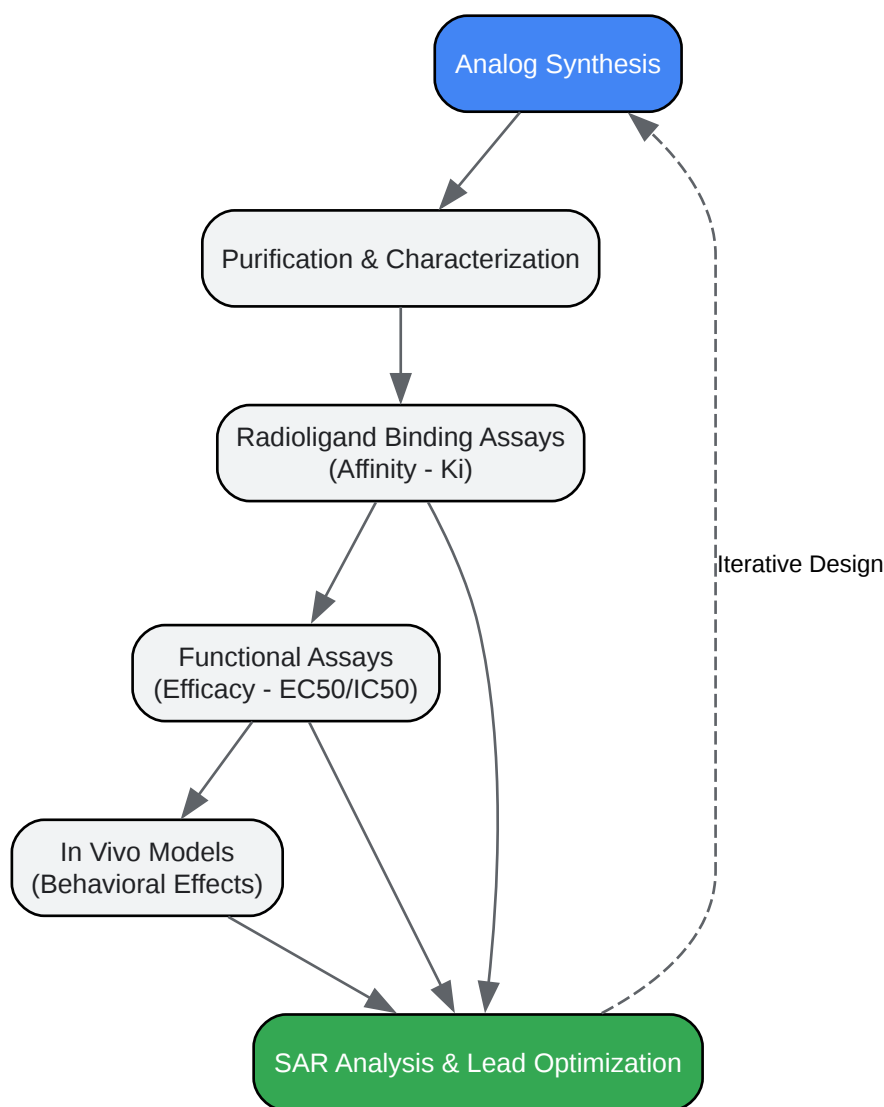 Analog Synthesis
Purification & Characterization
Radioligand Binding Assays
(Affinity - Ki)
Iterative Design
Functional Assays
(Efficacy - EC50/IC50)
In Vivo Models
(Behavioral Effects)
SAR Analysis & Lead Optimization